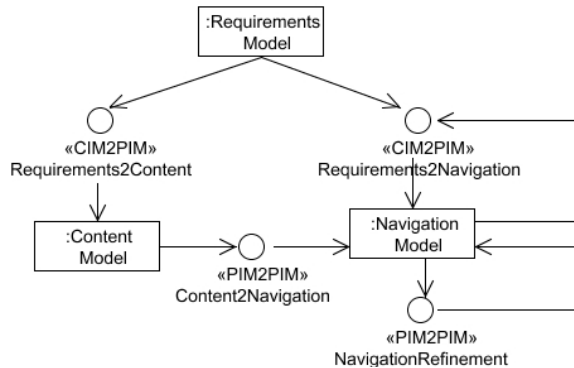 :Requirements
Model
«CIM2PIM»
Requirements2Content
«CIM2PIM»
Requirements2Navigation
:Content
Model
:Navigation
Model
«PIM2PIM»
Content2Navigation
«PIM2PIM»
NavigationRefinement